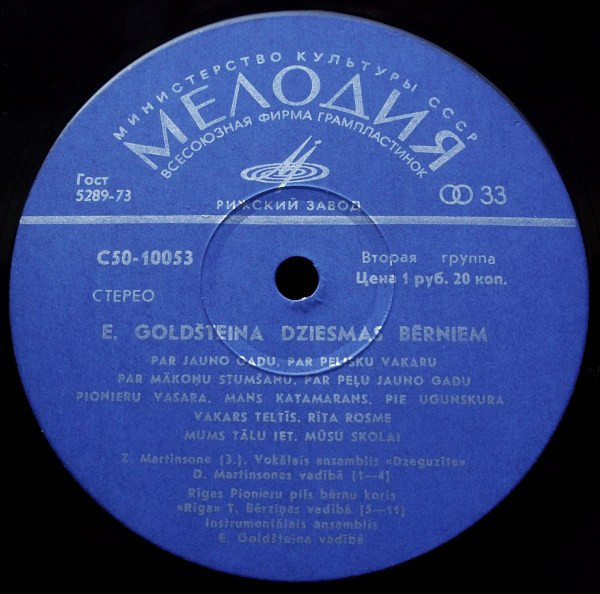 МИНИСТЕРСТВО КУЛЬТУРЫ СССР
МЕЛОДИЯ
ВСЕСОЮЗНАЯ ФИРМА ГРАМПЛАСТИНОК
Гост
5289-73
33
РИЖСКИЙ ЗАВОД
С50-10053
Вторая группа
Цена 1 руб. 20 коп.
СТЕРЕО
E. GOLDŠTEINA DZIESMAS BĒRNIEM
PAR JAUNO GADU, PAR PELĪSKU VAKARU
PAR MĀKOŅU STUMŠANU, PAR PEĻU JAUNO GADU
PIONIERU VASARA, MANS KATAMARANS, PIE UGUNSKURA
VAKARS TELTĪS, RĪTA ROSME
MUMS TĀLU IET, MŪSU SKOLAI
Z. Martinsone (3.), Vokālais ansamblis «Dzeguzīte»
D. Martinsones vadībā [1—4]
Rīgas Pionieru pils bērnu koris
«Rīga» T. Bērziņas vadībā [5—11]
Instrumentālais ansamblis
E. Goldšteina vadībā